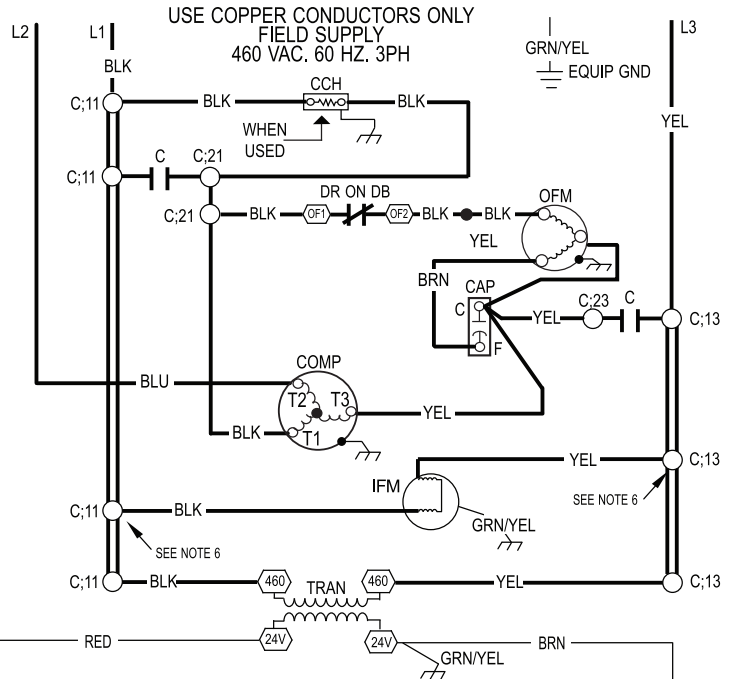 USE COPPER CONDUCTORS ONLY
FIELD SUPPLY
460 VAC. 60 HZ. 3PH
L2
L1
L3
BLK
GRN/YEL
EQUIP GND
C;11
BLK
CCH
BLK
YEL
WHEN
USED
C;11
C
C;21
C;21
BLK
OF1
DR ON DB
OF2
BLK
BLK
OFM
YEL
BRN
CAP
C
F
YEL
C;23
C
C;13
COMP
BLU
T2
T3
T1
YEL
BLK
YEL
C;13
IFM
SEE NOTE 6
C;11
BLK
GRN/YEL
SEE NOTE 6
C;11
BLK
460
TRAN
460
YEL
C;13
RED
24V
24V
BRN
GRN/YEL